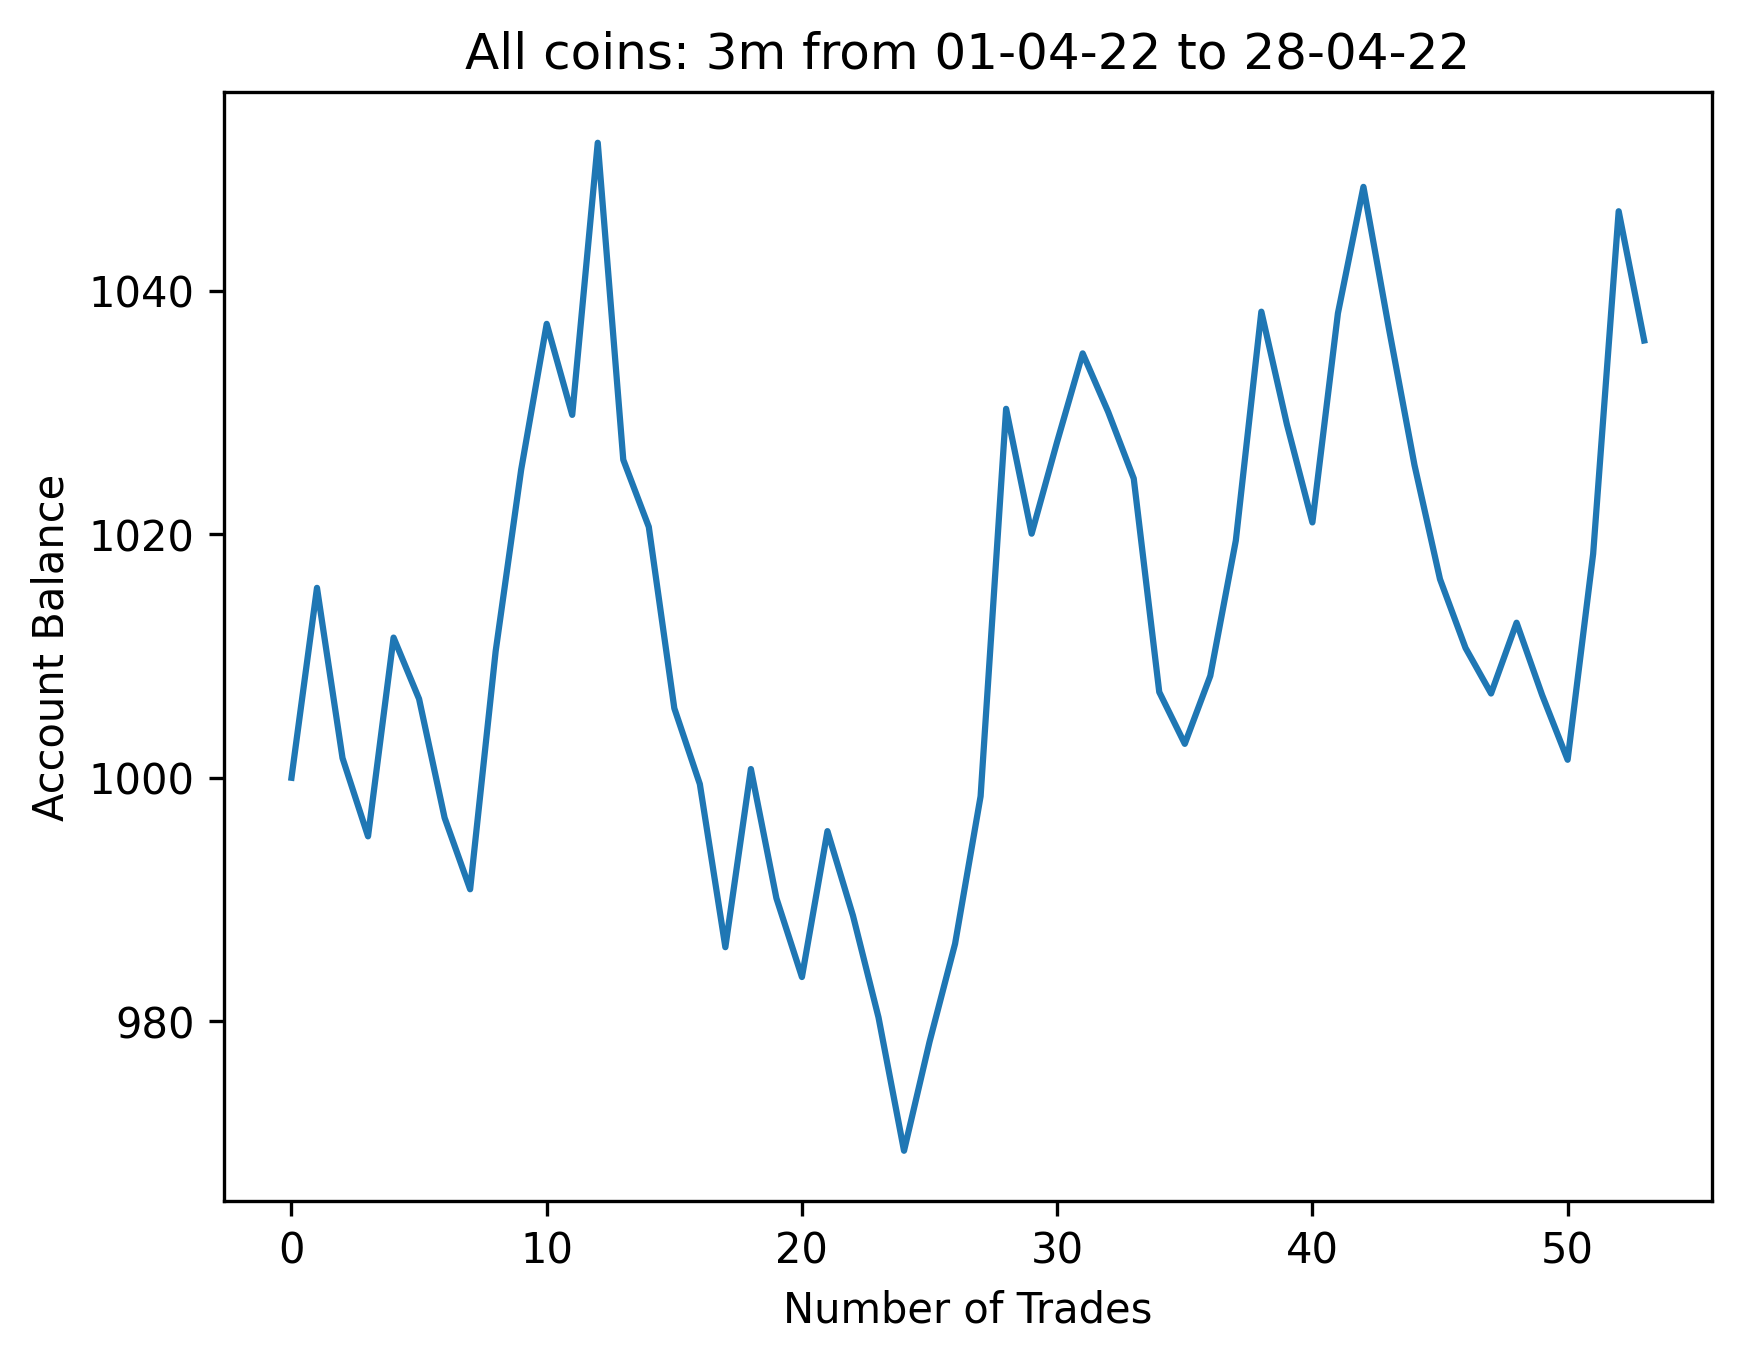 All coins: 3m from 01-04-22 to 28-04-22
Account Balance
1040
1020
1000
980
0 10 20 30 40 50
Number of Trades